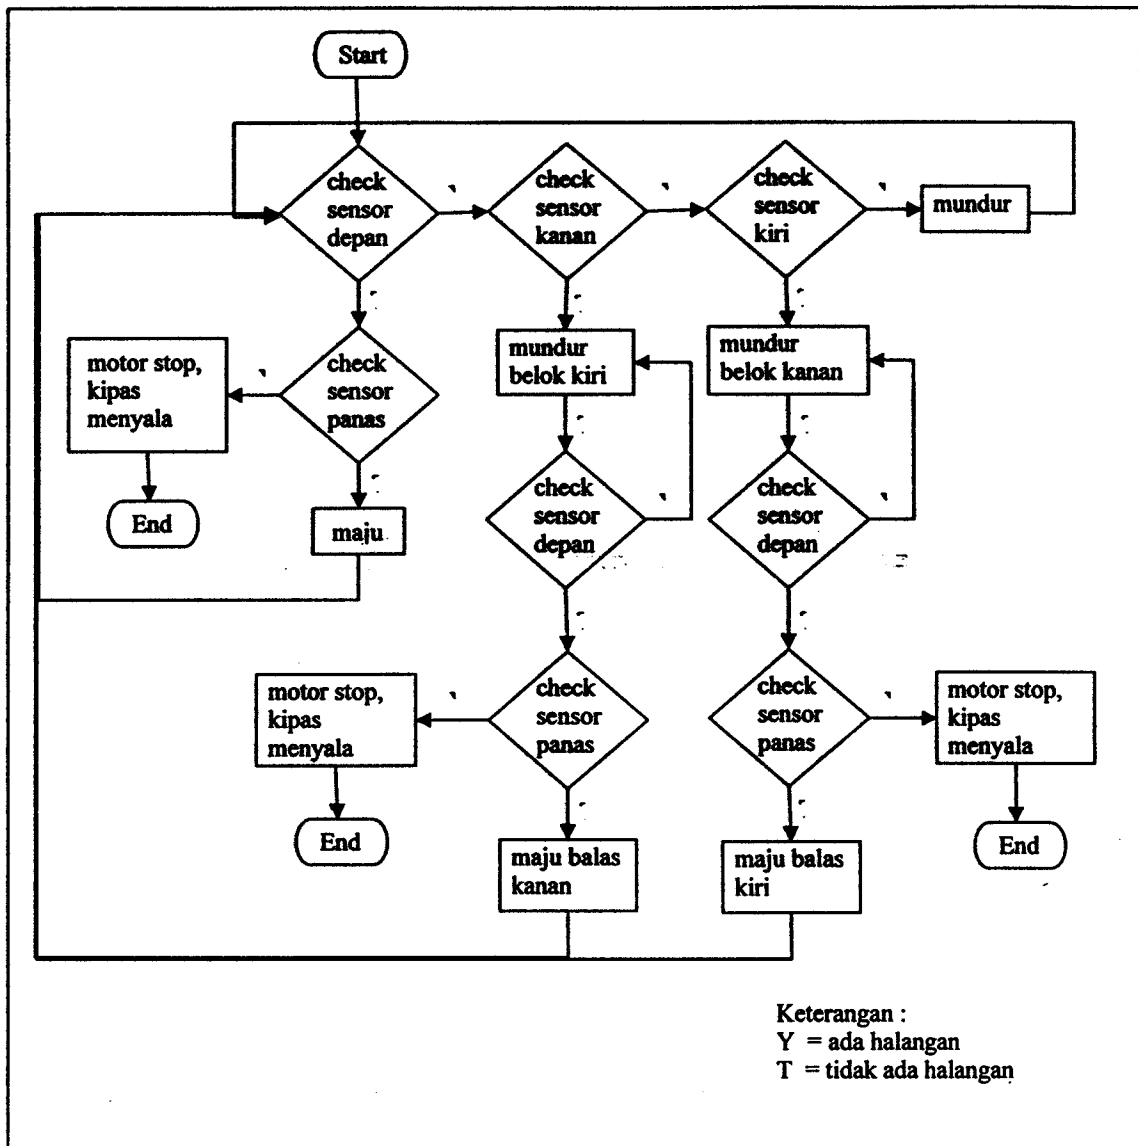 Start
check
sensor
depan
check
sensor
kanan
check
sensor
kiri
mundur
motor stop,
kipas
menyala
check
sensor
panas
mundur
belok kiri
mundur
belok kanan
End
maju
check
sensor
depan
check
sensor
depan
motor stop,
kipas
menyala
check
sensor
panas
check
sensor
panas
motor stop,
kipas
menyala
End
maju balas
kanan
maju balas
kiri
End
Keterangan :
Y = ada halangan
T = tidak ada halangan